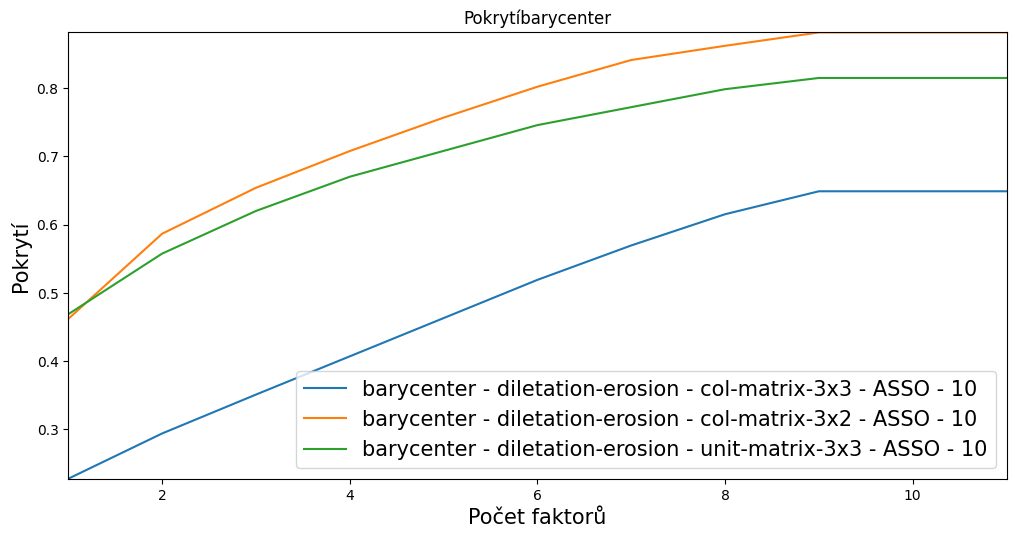 Pokrytíbarycenter
Pokrytí
0.8
0.7
0.6
0.5
0.4
0.3
barycenter - diletation-erosion - col-matrix-3x3 - ASSO - 10
barycenter - diletation-erosion - col-matrix-3x2 - ASSO - 10
barycenter - diletation-erosion - unit-matrix-3x3 - ASSO - 10
2
4
6
8
10
Počet faktorů